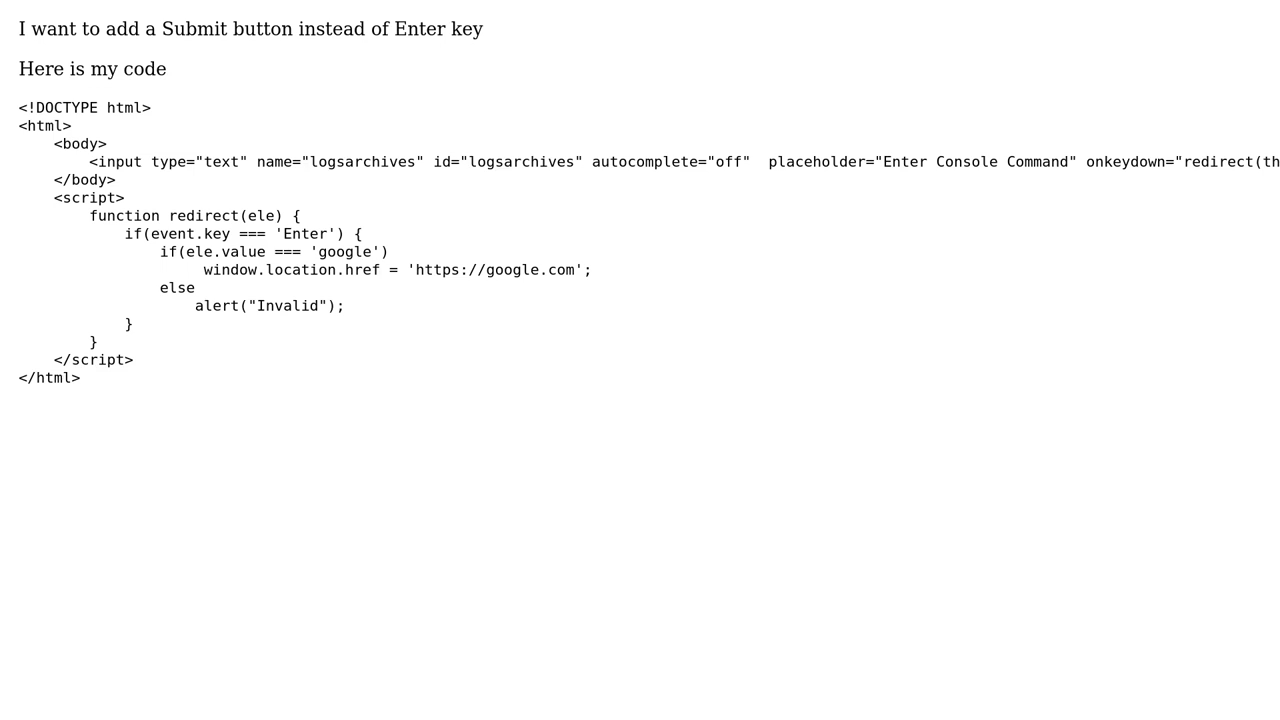 I want to add a Submit button instead of Enter key
Here is my code
<!DOCTYPE html>
<html>
    <body>
        <input type="text" name="logsarchives" id="logsarchives" autocomplete="off"  placeholder="Enter Console Command" onkeydown="redirect(th
    </body>
    <script>
        function redirect(ele) {
            if(event.key === 'Enter') {
                if(ele.value === 'google')
                     window.location.href = 'https://google.com';
                else
                    alert("Invalid");
            }
        }
    </script>
</html>